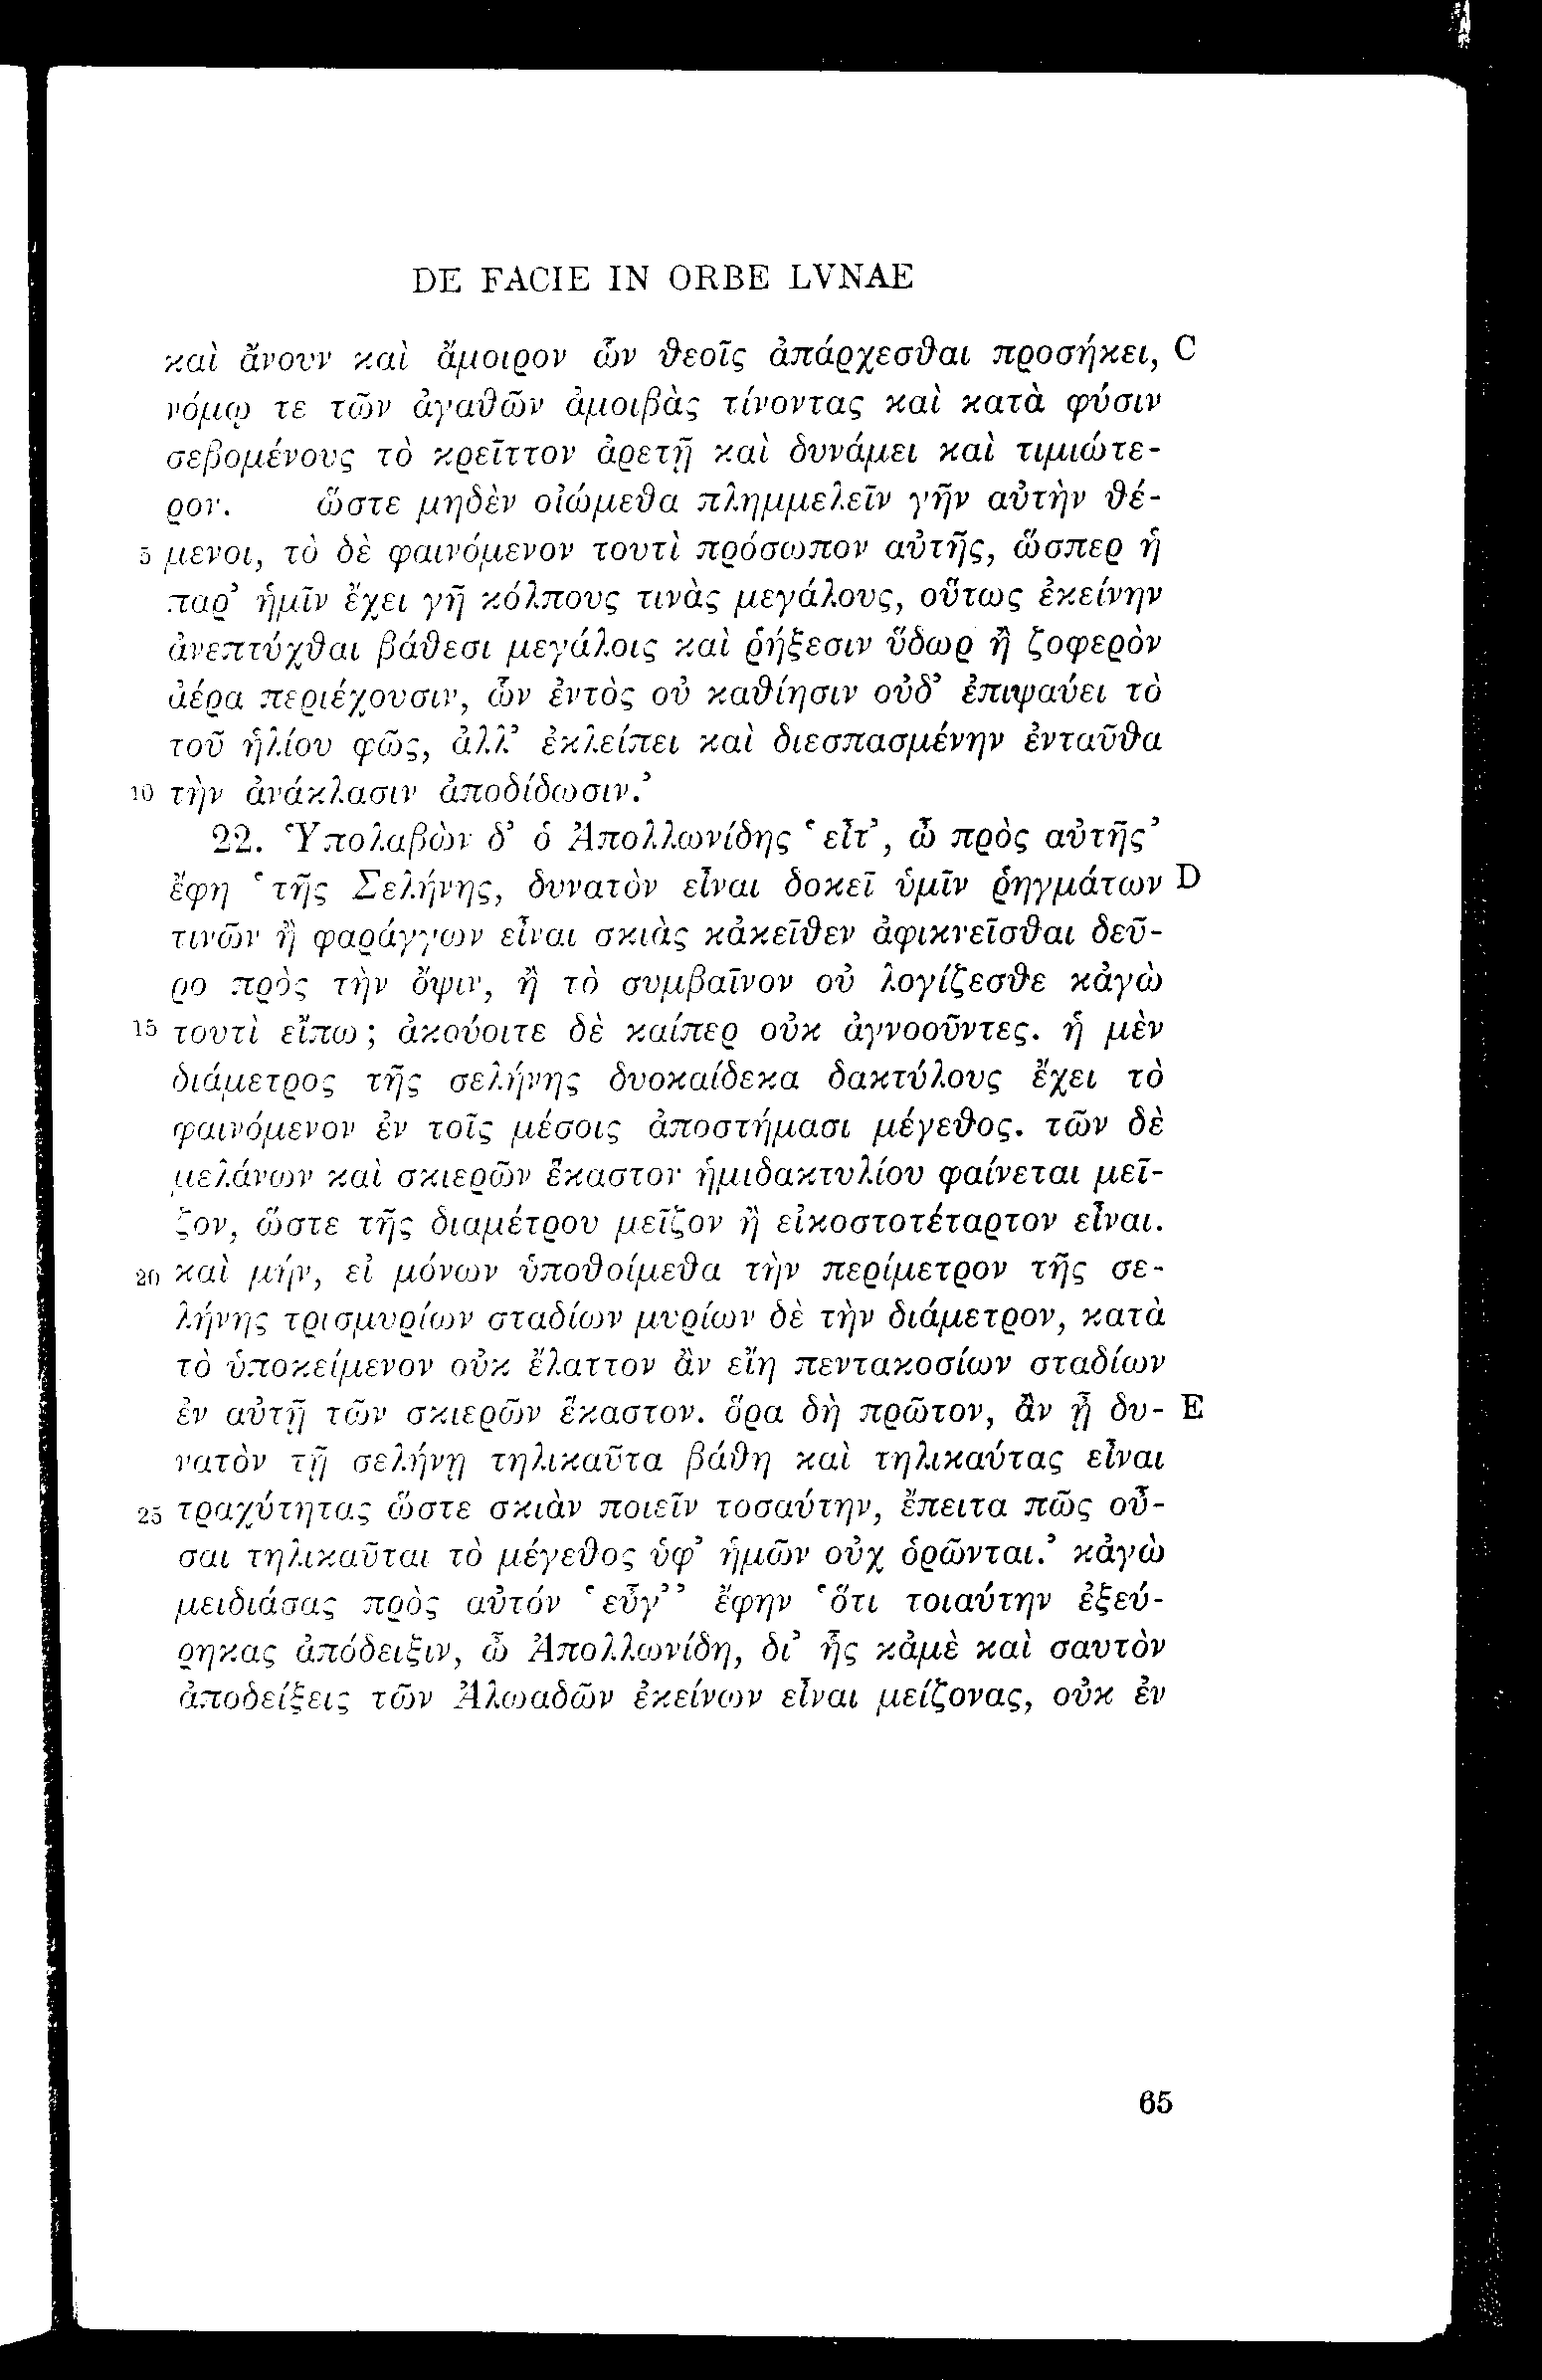 DE FACIE IN ORBE LVNAE
καὶ ἄνουν καὶ ἄμοιρον ὧν θεοῖς ἀπάρχεσθαι προσήκει, C
νόμῳ τε τῶν ἀγαθῶν ἀμοιβὰς τίνοντας καὶ κατὰ φύσιν
σεβομένους τὸ κρεῖττον ἀρετῇ καὶ δυνάμει καὶ τιμιώτε-
ρον. ὥστε μηδὲν οἰώμεθα πλημμελεῖν γῆν αὐτὴν θέ-
5 μενοι, τὸ δὲ φαινόμενον τουτὶ πρόσωπον αὐτῆς, ὥσπερ ἡ
παρ' ἡμῖν ἔχει γῆ κόλπους τινὰς μεγάλους, οὕτως ἐκείνην
ἀνεπτύχθαι βάθεσι μεγάλοις καὶ ῥήξεσιν ὕδωρ ἢ ζοφερὸν
ἀέρα περιέχουσιν, ὧν ἐντὸς οὐ καθίησιν οὐδ' ἐπιψαύει τὸ
τοῦ ἡλίου φῶς, ἀλλ' ἐκλείπει καὶ διεσπασμένην ἐνταῦθα
10 τὴν ἀνάκλασιν ἀποδίδωσιν.'
22. Ὑπολαβὼν δ' ὁ Ἀπολλωνίδης ‘εἶτ', ὦ πρὸς αὐτῆς'
ἔφη ‘τῆς Σελήνης, δυνατὸν εἶναι δοκεῖ ὑμῖν ῥηγμάτων D
τινῶν ἢ φαράγγων εἶναι σκιὰς κἀκεῖθεν ἀφικνεῖσθαι δεῦ-
ρο πρὸς τὴν ὄψιν, ἢ τὸ συμβαῖνον οὐ λογίζεσθε κἀγὼ
15 τουτὶ εἴπω; ἀκούοιτε δὲ καίπερ οὐκ ἀγνοοῦντες. ἡ μὲν
διάμετρος τῆς σελήνης δυοκαίδεκα δακτύλους ἔχει τὸ
φαινόμενον ἐν τοῖς μέσοις ἀποστήμασι μέγεθος. τῶν δὲ
μελάνων καὶ σκιερῶν ἕκαστον ἡμιδακτυλίου φαίνεται μεῖ-
ζον, ὥστε τῆς διαμέτρου μεῖζον ἢ εἰκοστοτέταρτον εἶναι.
20 καὶ μήν, εἰ μόνων ὑποθοίμεθα τὴν περίμετρον τῆς σε-
λήνης τρισμυρίων σταδίων μυρίων δὲ τὴν διάμετρον, κατὰ
τὸ ὑποκείμενον οὐκ ἔλαττον ἂν εἴη πεντακοσίων σταδίων
ἐν αὐτῇ τῶν σκιερῶν ἕκαστον. ὅρα δὴ πρῶτον, ἂν ᾖ δυ- E
νατὸν τῇ σελήνῃ τηλικαῦτα βάθη καὶ τηλικαύτας εἶναι
25 τραχύτητας ὥστε σκιὰν ποιεῖν τοσαύτην, ἔπειτα πῶς οὖ-
σαι τηλικαῦται τὸ μέγεθος ὑφ' ἡμῶν οὐχ ὁρῶνται.' κἀγὼ
μειδιάσας πρὸς αὐτόν ‘εὖγ'' ἔφην ‘ὅτι τοιαύτην ἐξεύ-
ρηκας ἀπόδειξιν, ὦ Ἀπολλωνίδη, δι' ἧς κἀμὲ καὶ σαυτὸν
ἀποδείξεις τῶν Ἀλωαδῶν ἐκείνων εἶναι μείζονας, οὐκ ἐν
65